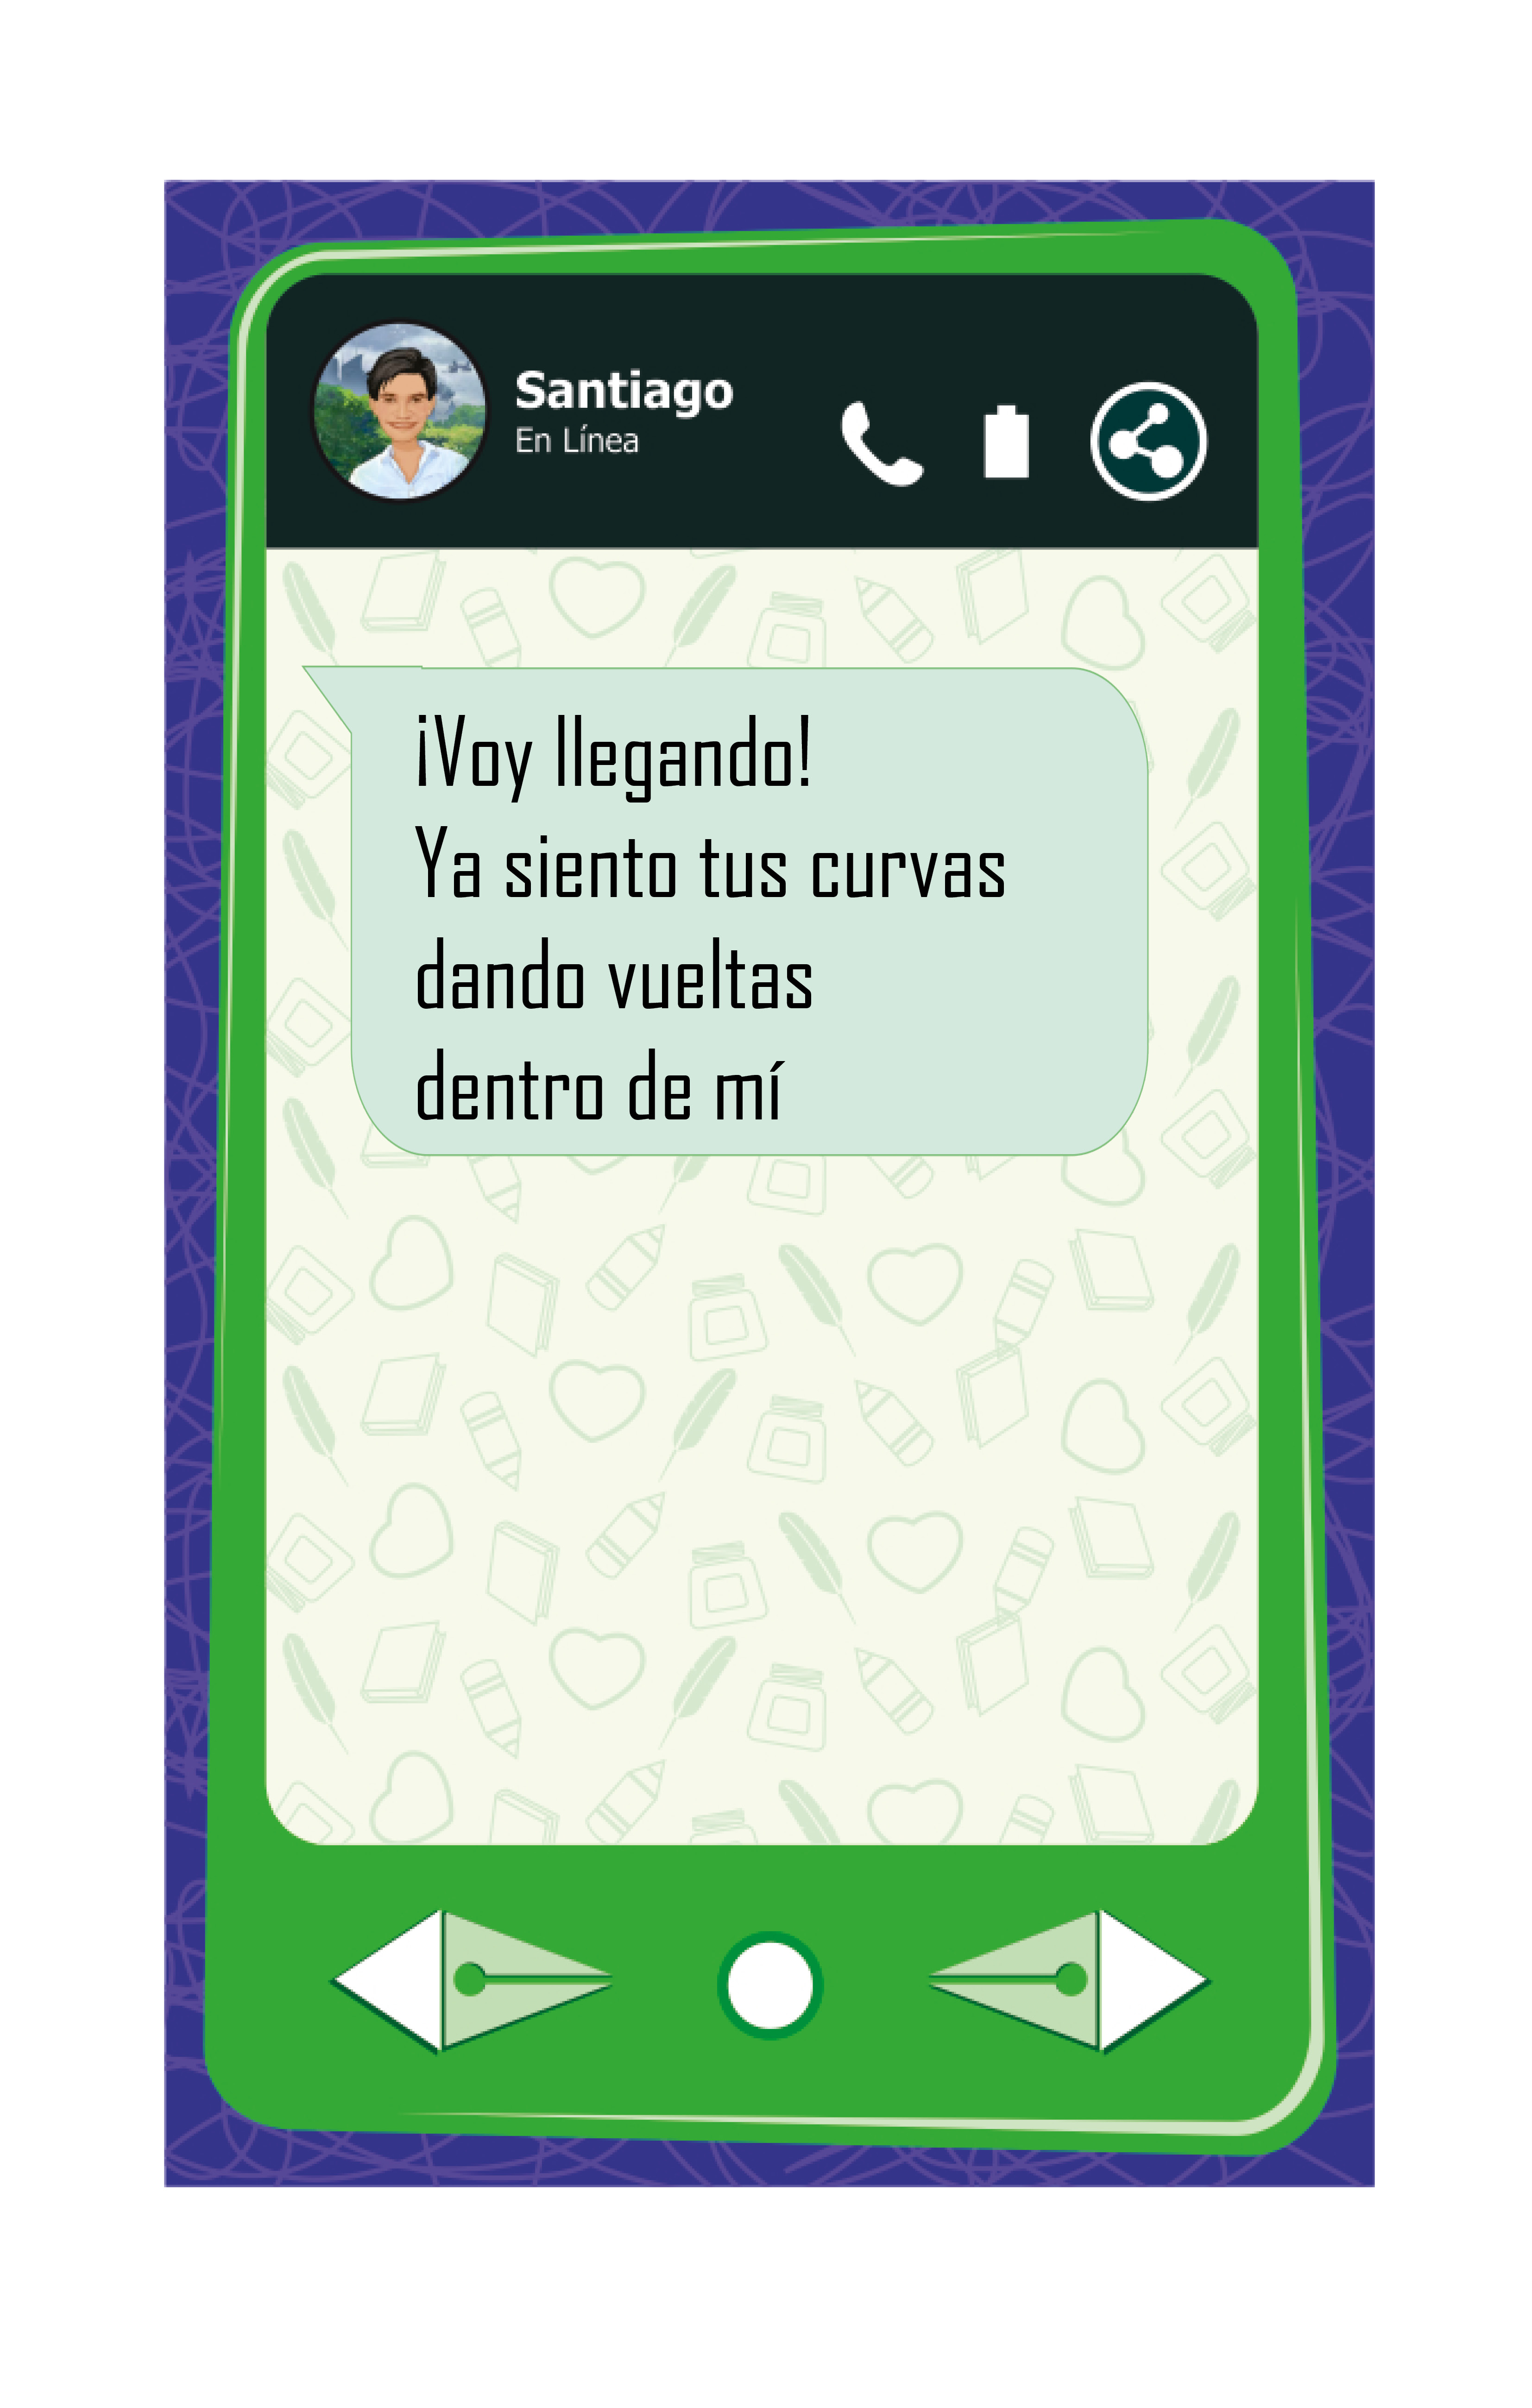 Santiago
En Línea
¡Voy llegando!
Ya siento tus curvas
dando vueltas
dentro de mí